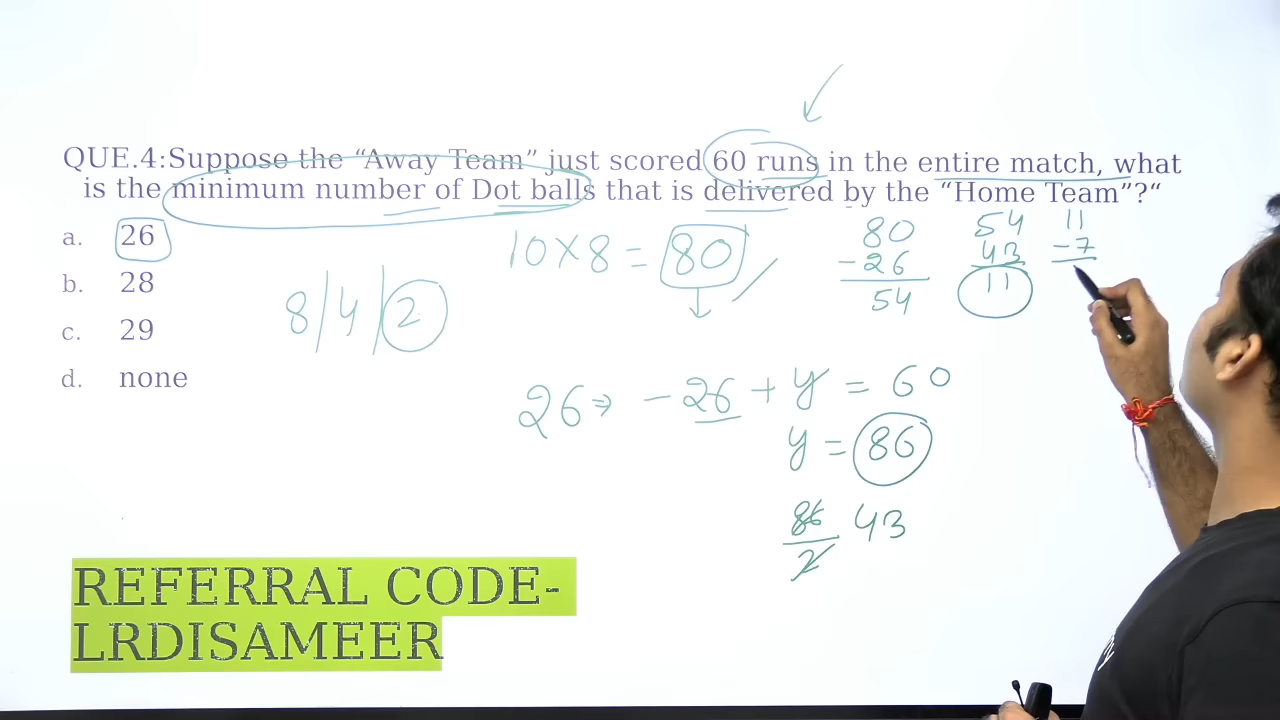 QUE.4:Suppose the “Away Team” just scored 60 runs in the entire match, what
is the minimum number of Dot balls that is delivered by the “Home Team”?“
a. 26
b. 28
c. 29
d. none
10×8 = 80
8/4/2
80
-26
54
54
43
11
11
-7
26⇒ -26 + y = 60
y = 86
86/2 43
REFERRAL CODE-
LRDISAMEER